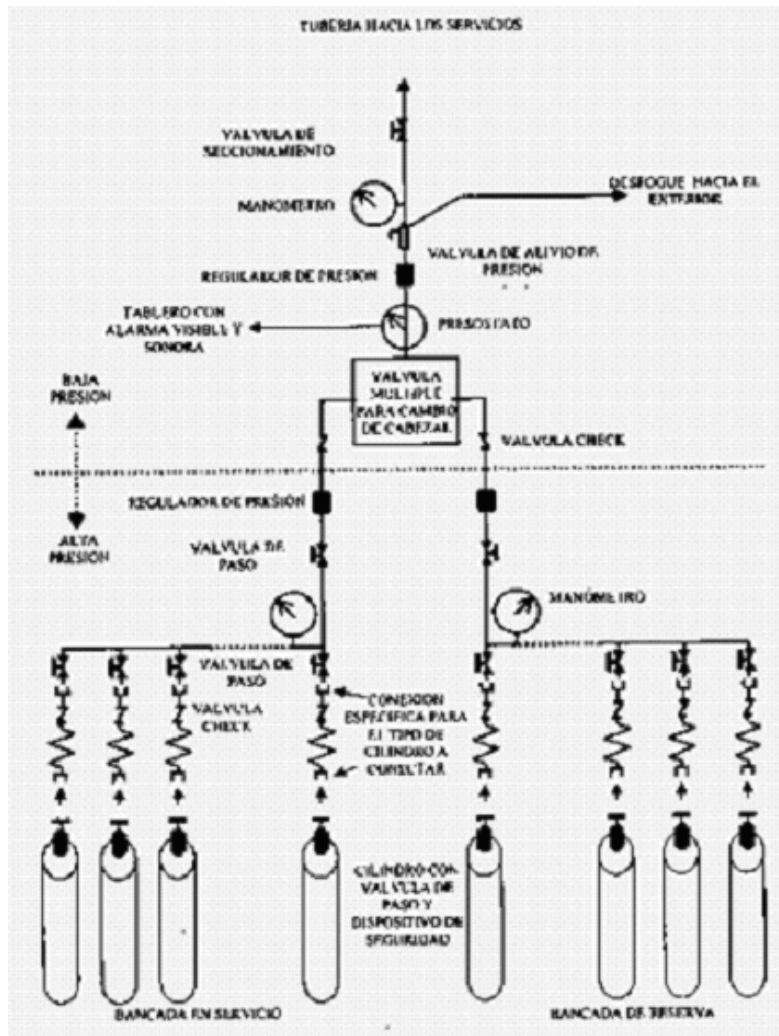 TUBERIA HACIA LOS SERVICIOS
VALVULA DE
SECCIONAMIENTO
MANOMETRO
DESFOGUE HACIA EL
EXTERIOR
VALVULA DE ALIVIO DE
PRESION
REGULADOR DE PRESION
TABLERO CON
ALARMA VISIBLE Y
SONORA
PRESOSTATO
VALVULA
MULTIPLE
PARA CAMBIO
DE CABEZAL
BAJA
PRESION
VALVULA CHECK
REGULADOR DE PRESIÓN
ALTA
PRESION
VALVULA DE
PASO
MANÓMETRO
VALVULA DE
PASO
VALVULA
CHECK
CONEXION
ESPECIFICA PARA
EL TIPO DE
CILINDRO A
CONECTAR
CILINDRO CON
VALVULA DE
PASO Y
DISPOSITIVO DE
SEGURIDAD
BANCADA EN SERVICIO
BANCADA DE RESERVA